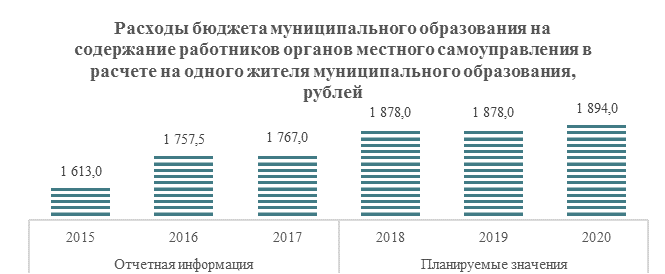 Расходы бюджета муниципального образования на
содержание работников органов местного самоуправления в
расчете на одного жителя муниципального образования,
рублей
1 613,0
1 757,5
1 767,0
1 878,0
1 878,0
1 894,0
2015
2016
2017
2018
2019
2020
Отчетная информация
Планируемые значения